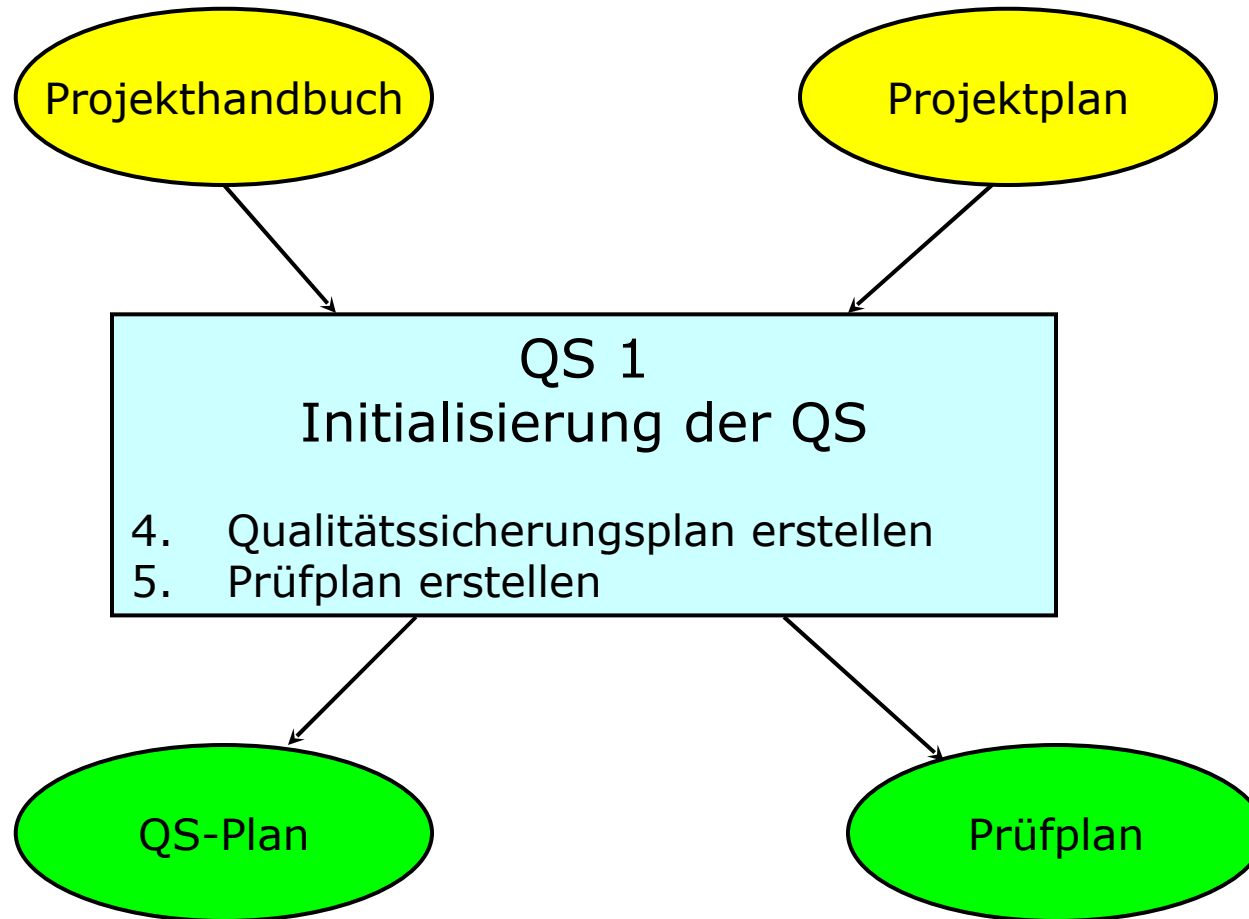 Projekthandbuch
Projektplan
QS 1
Initialisierung der QS
4. Qualitätssicherungsplan erstellen
5. Prüfplan erstellen
QS-Plan
Prüfplan